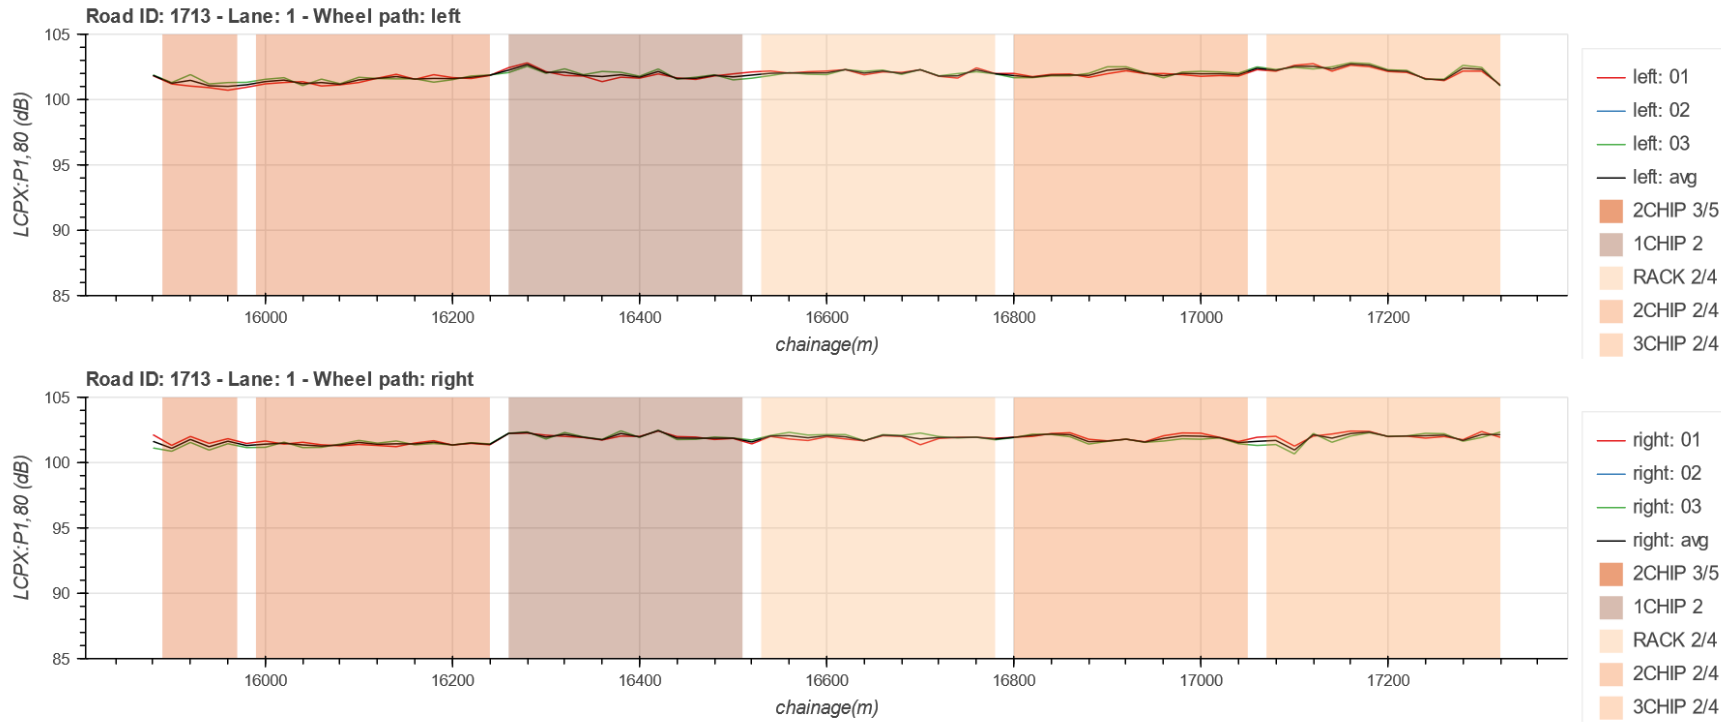 Road ID: 1713 - Lane: 1 - Wheel path: left
105
100
95
90
85
LCPX:P1,80 (dB)
16000
16200
16400
16600
16800
17000
17200
chainage(m)
left: 01
left: 02
left: 03
left: avg
2CHIP 3/5
1CHIP 2
RACK 2/4
2CHIP 2/4
3CHIP 2/4
Road ID: 1713 - Lane: 1 - Wheel path: right
105
100
95
90
85
LCPX:P1,80 (dB)
16000
16200
16400
16600
16800
17000
17200
chainage(m)
right: 01
right: 02
right: 03
right: avg
2CHIP 3/5
1CHIP 2
RACK 2/4
2CHIP 2/4
3CHIP 2/4